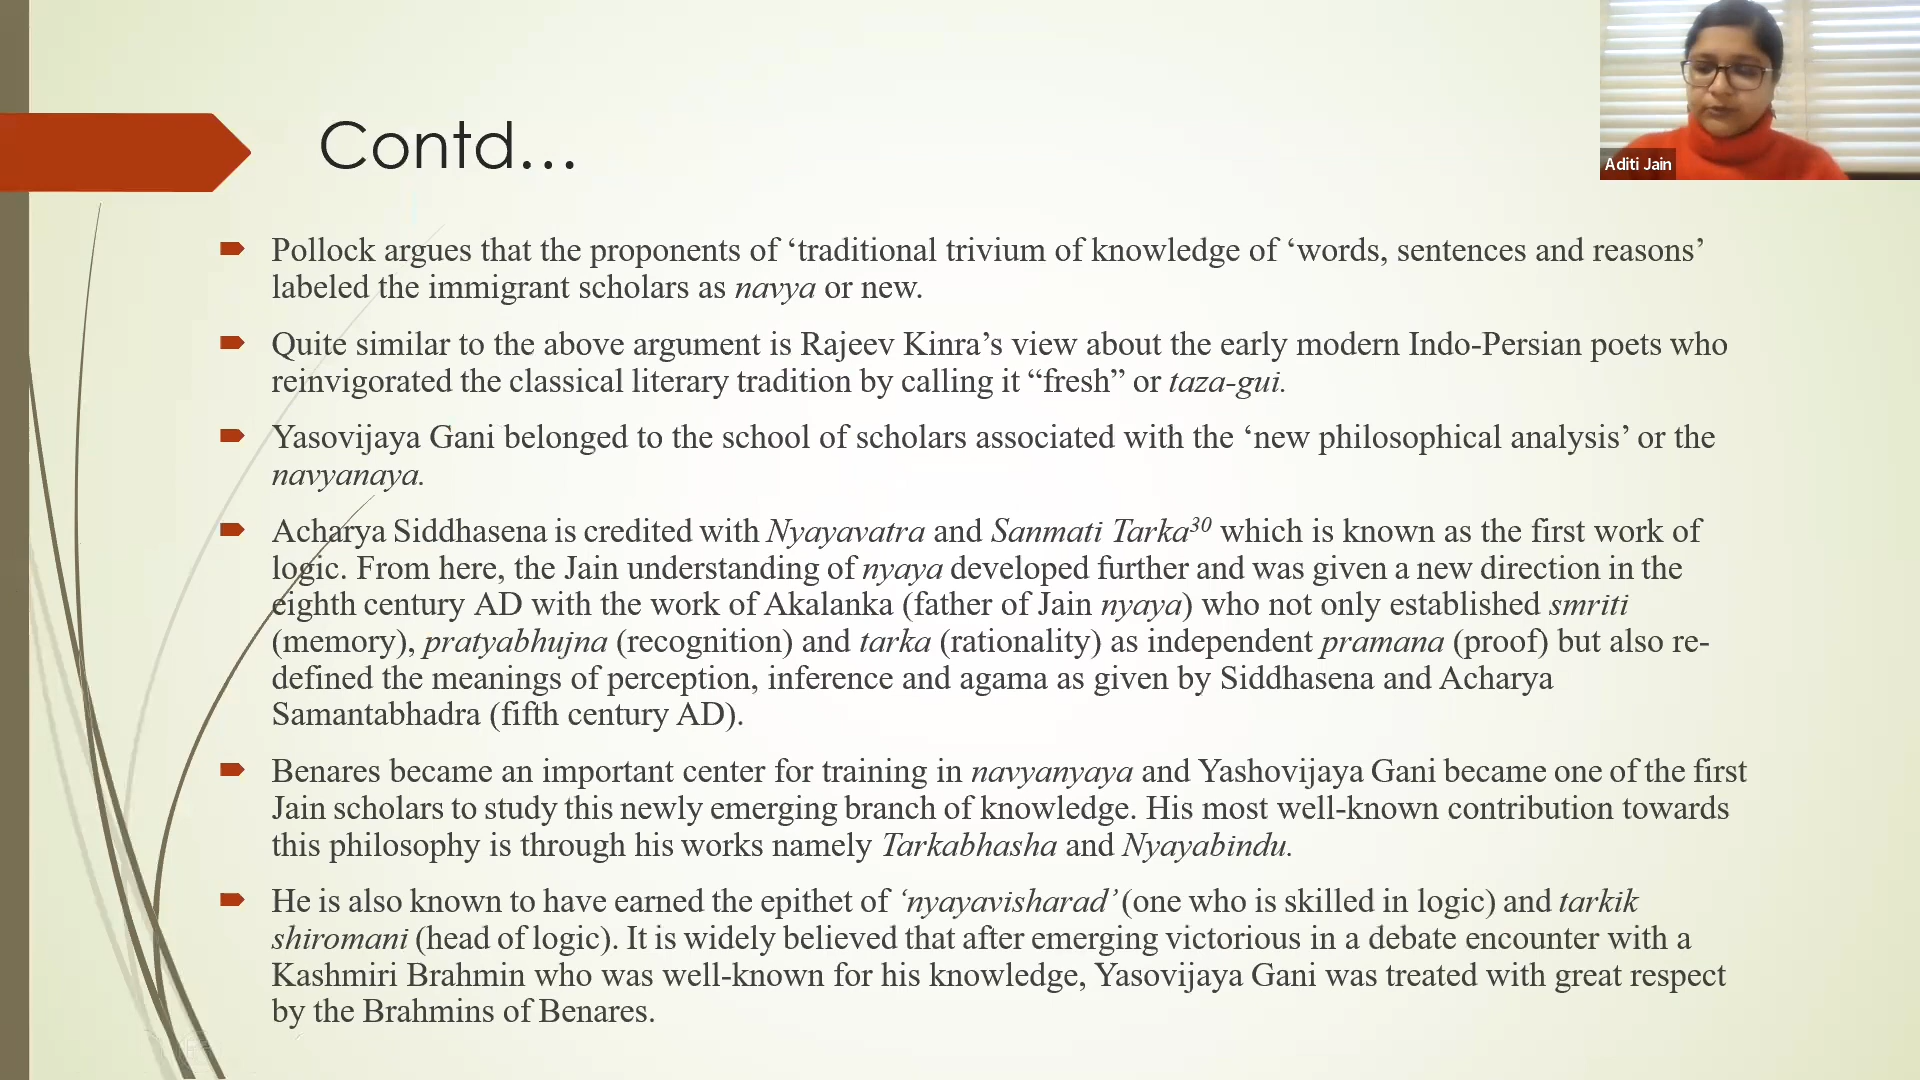 Contd...
Aditi Jain
Pollock argues that the proponents of ‘traditional trivium of knowledge of ‘words, sentences and reasons’
labeled the immigrant scholars as navya or new.
Quite similar to the above argument is Rajeev Kinra’s view about the early modern Indo-Persian poets who
reinvigorated the classical literary tradition by calling it “fresh” or taza-gui.
Yasovijaya Gani belonged to the school of scholars associated with the ‘new philosophical analysis’ or the
navyanaya.
Acharya Siddhasena is credited with Nyayavatra and Sanmati Tarka30 which is known as the first work of
logic. From here, the Jain understanding of nyaya developed further and was given a new direction in the
eighth century AD with the work of Akalanka (father of Jain nyaya) who not only established smriti
(memory), pratyabhujna (recognition) and tarka (rationality) as independent pramana (proof) but also re-
defined the meanings of perception, inference and agama as given by Siddhasena and Acharya
Samantabhadra (fifth century AD).
Benares became an important center for training in navyanyaya and Yashovijaya Gani became one of the first
Jain scholars to study this newly emerging branch of knowledge. His most well-known contribution towards
this philosophy is through his works namely Tarkabhasha and Nyayabindu.
He is also known to have earned the epithet of ‘nyayavisharad’ (one who is skilled in logic) and tarkik
shiromani (head of logic). It is widely believed that after emerging victorious in a debate encounter with a
Kashmiri Brahmin who was well-known for his knowledge, Yasovijaya Gani was treated with great respect
by the Brahmins of Benares.